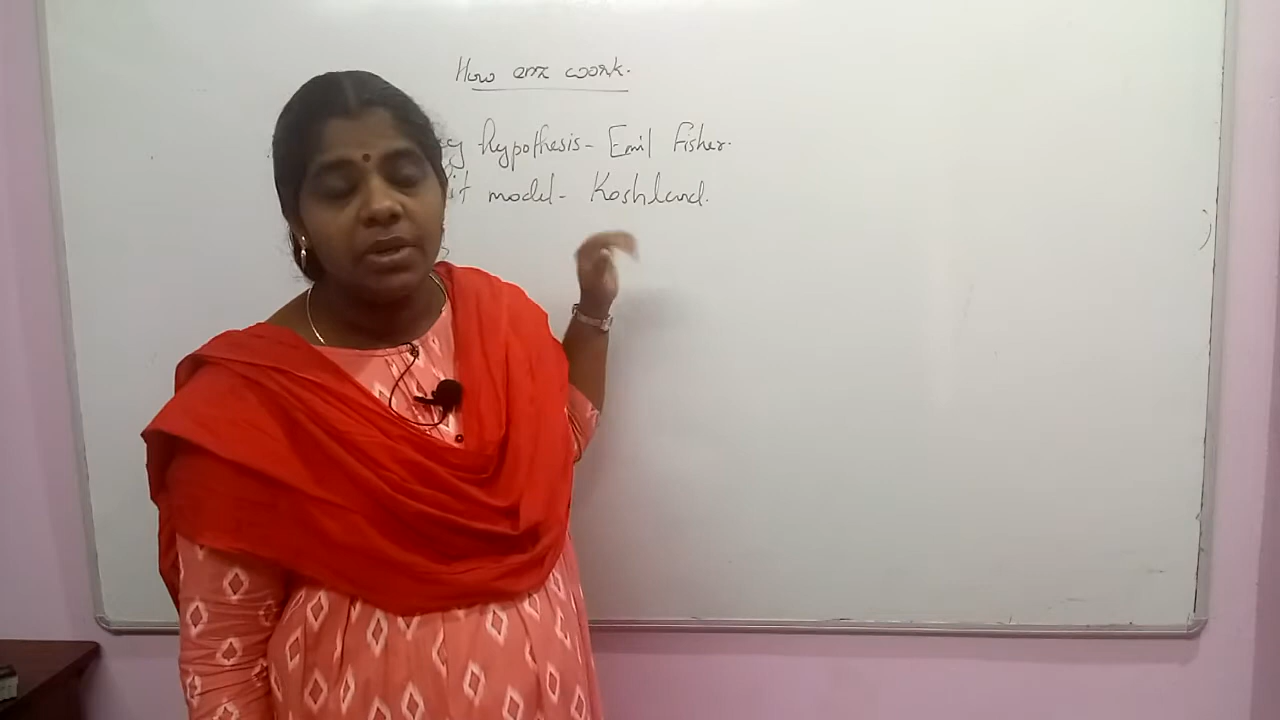 How enz work.
hypothesis- Emil Fisher.
model- Koshland.